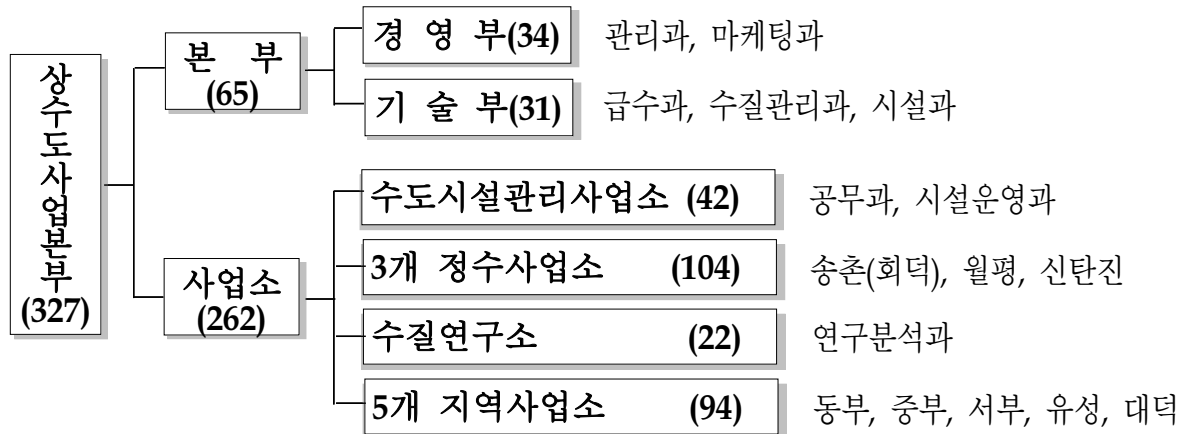 상수도사업본부
(327)
본 부
(65)
경 영 부(34) 관리과, 마케팅과
기 술 부(31) 급수과, 수질관리과, 시설과
사업소
(262)
수도시설관리사업소 (42) 공무과, 시설운영과
3개 정수사업소 (104) 송촌(회덕), 월평, 신탄진
수질연구소 (22) 연구분석과
5개 지역사업소 (94) 동부, 중부, 서부, 유성, 대덕